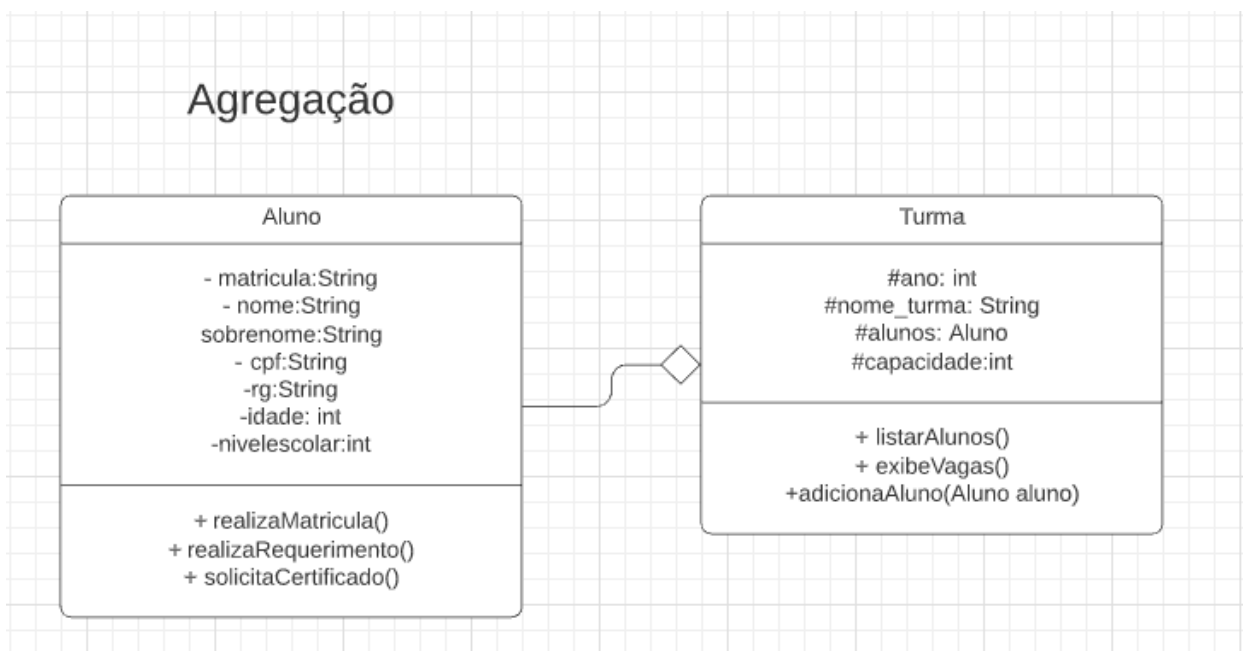 Agregação
Aluno
- matricula:String
- nome:String
sobrenome:String
- cpf:String
-rg:String
-idade: int
-nivelescolar:int
+ realizaMatricula()
+ realizaRequerimento()
+ solicitaCertificado()
Turma
#ano: int
#nome_turma: String
#alunos: Aluno
#capacidade:int
+ listarAlunos()
+ exibeVagas()
+adicionaAluno(Aluno aluno)